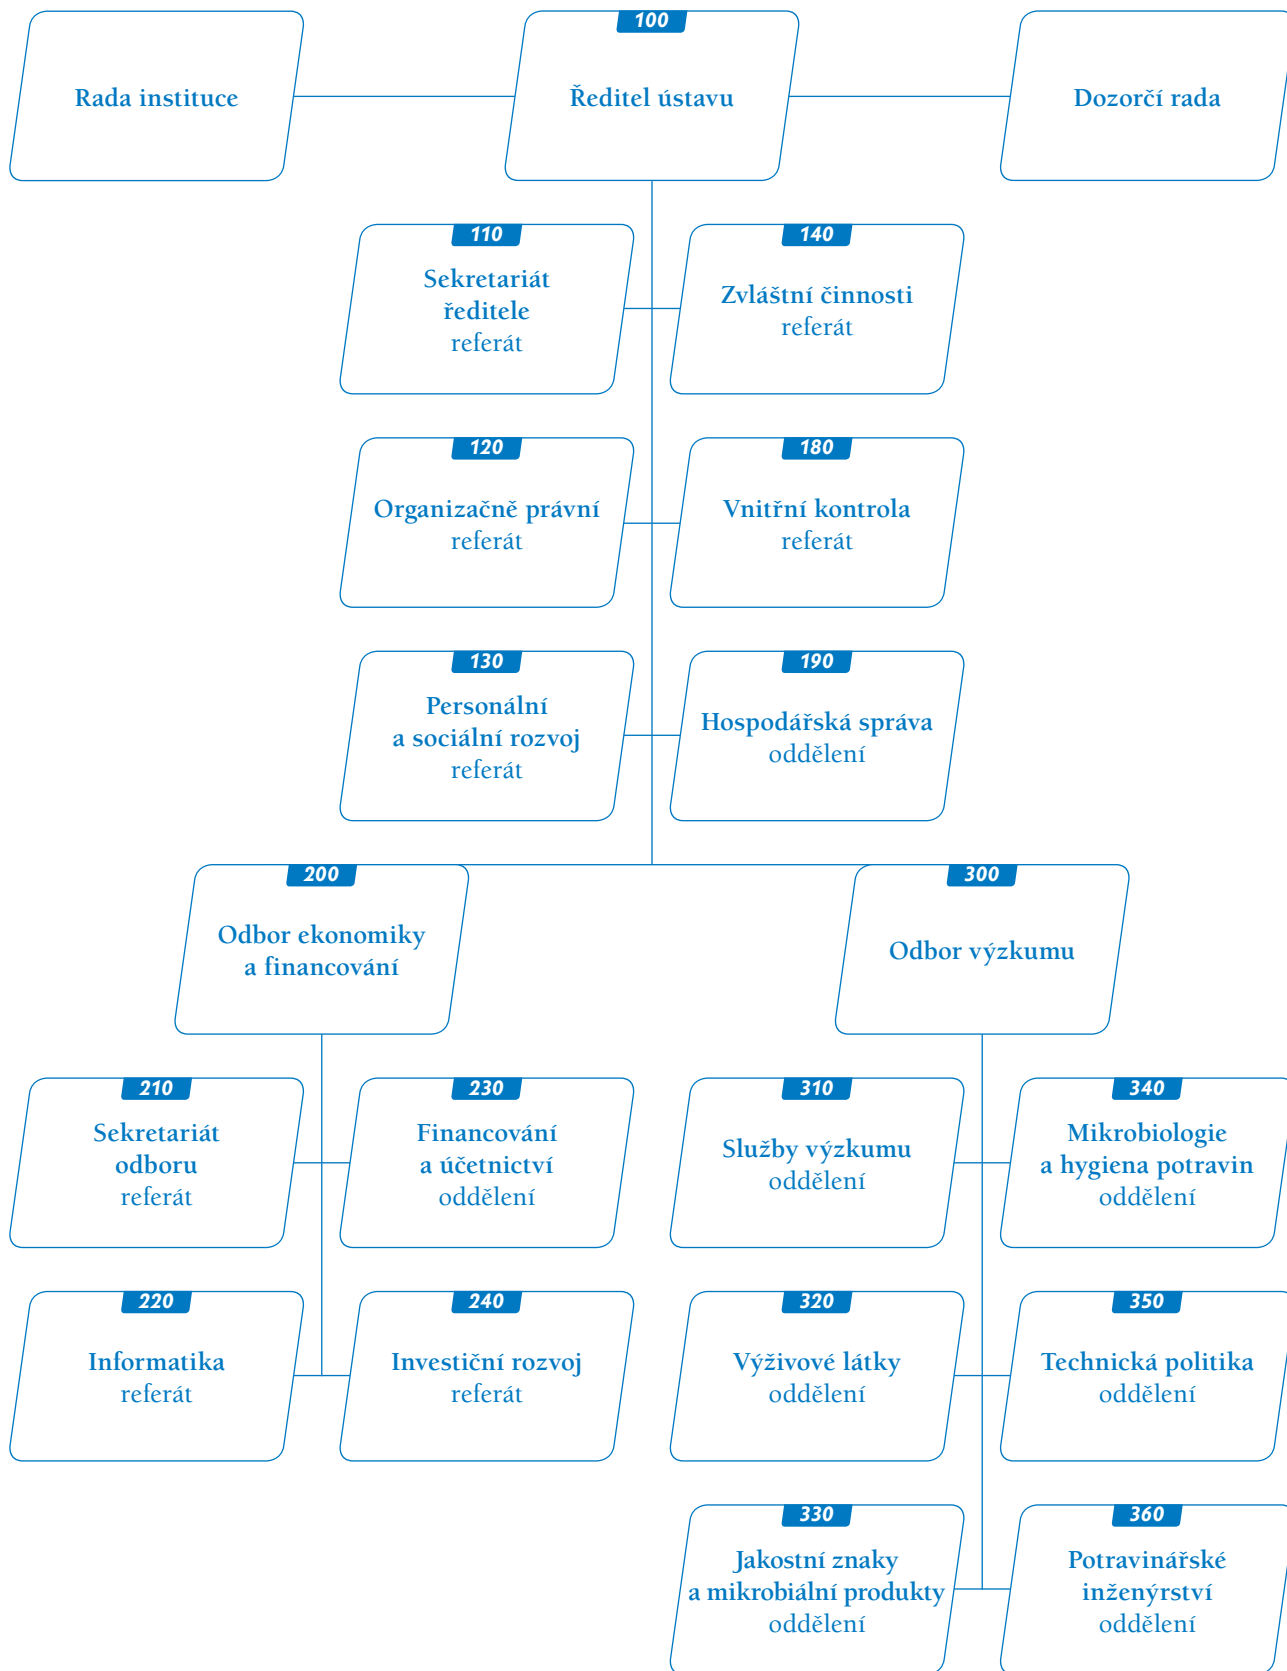 100
Rada instituce
Ředitel ústavu
Dozorčí rada
110
Sekretariát
ředitele
referát
140
Zvláštní činnosti
referát
120
Organizačně právní
referát
180
Vnitřní kontrola
referát
130
Personální
a sociální rozvoj
referát
190
Hospodářská správa
oddělení
200
Odbor ekonomiky
a financování
300
Odbor výzkumu
210
Sekretariát
odboru
referát
230
Financování
a účetnictví
oddělení
310
Služby výzkumu
oddělení
340
Mikrobiologie
a hygiena potravin
oddělení
220
Informatika
referát
240
Investiční rozvoj
referát
320
Výživové látky
oddělení
350
Technická politika
oddělení
330
Jakostní znaky
a mikrobiální produkty
oddělení
360
Potravinářské
inženýrství
oddělení